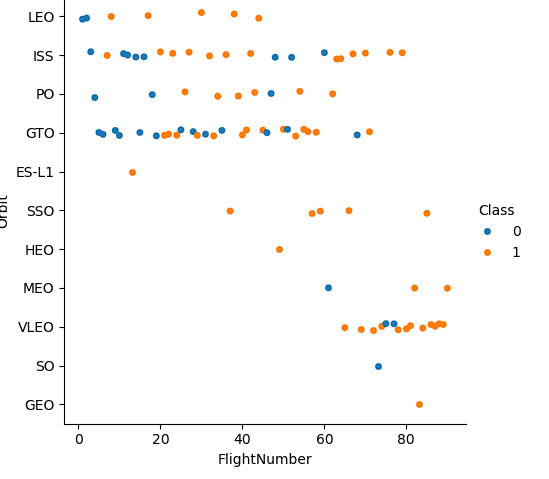 LEO
ISS
PO
GTO
ES-L1
SSO
HEO
MEO
VLEO
SO
GEO
Orbit
0 20 40 60 80
FlightNumber
Class
0
1